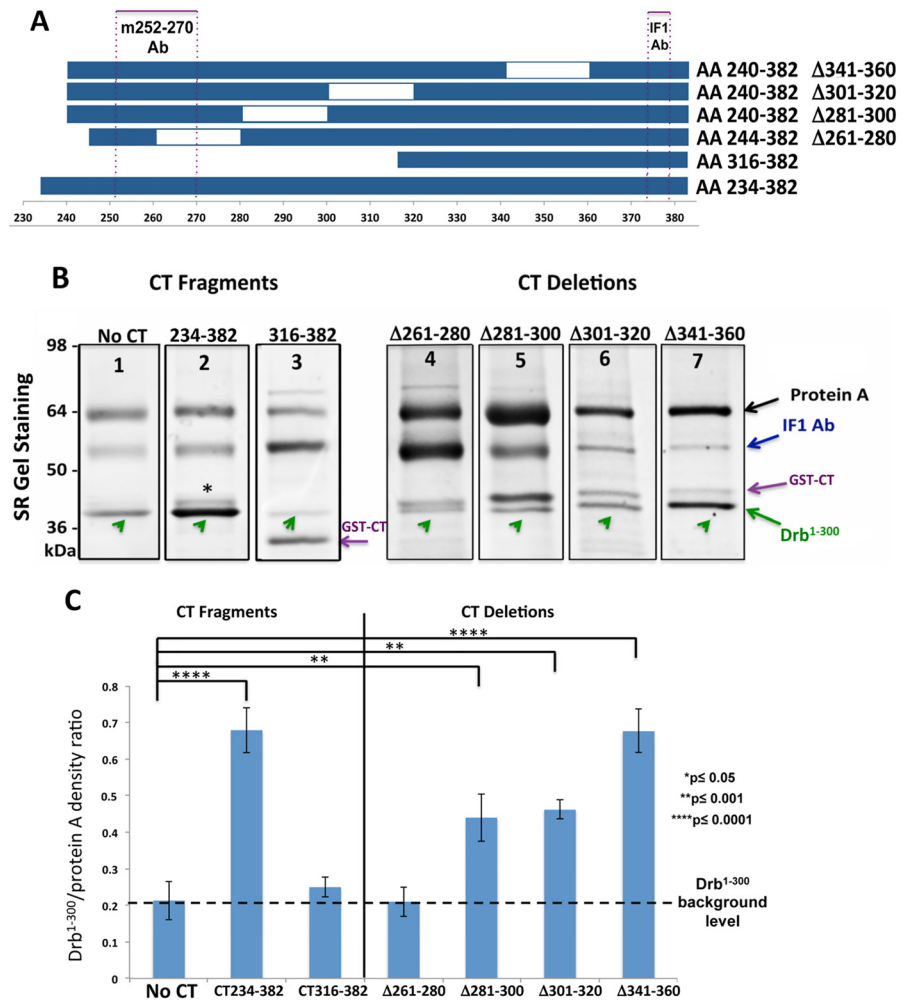 A
m252-270
Ab
IF1
Ab
AA 240-382 Δ341-360
AA 240-382 Δ301-320
AA 240-382 Δ281-300
AA 244-382 Δ261-280
AA 316-382
AA 234-382
230 240 250 260 270 280 290 300 310 320 330 340 350 360 370 380
B
CT Fragments
CT Deletions
No CT 234-382 316-382 Δ261-280 Δ281-300 Δ301-320 Δ341-360
1 2 3 4 5 6 7
SR Gel Staining
98 -
64 -
50 -
36 -
kDa
*
GST-CT
Protein A
IF1 Ab
GST-CT
Drb1-300
C
CT Fragments
CT Deletions
****
**
**
****
Drb1-300/protein A density ratio
0.8
0.7
0.6
0.5
0.4
0.3
0.2
0.1
0
*p≤ 0.05
**p≤ 0.001
****p≤ 0.0001
Drb1-300
background
level
No CT CT234-382 CT316-382 Δ261-280 Δ281-300 Δ301-320 Δ341-360